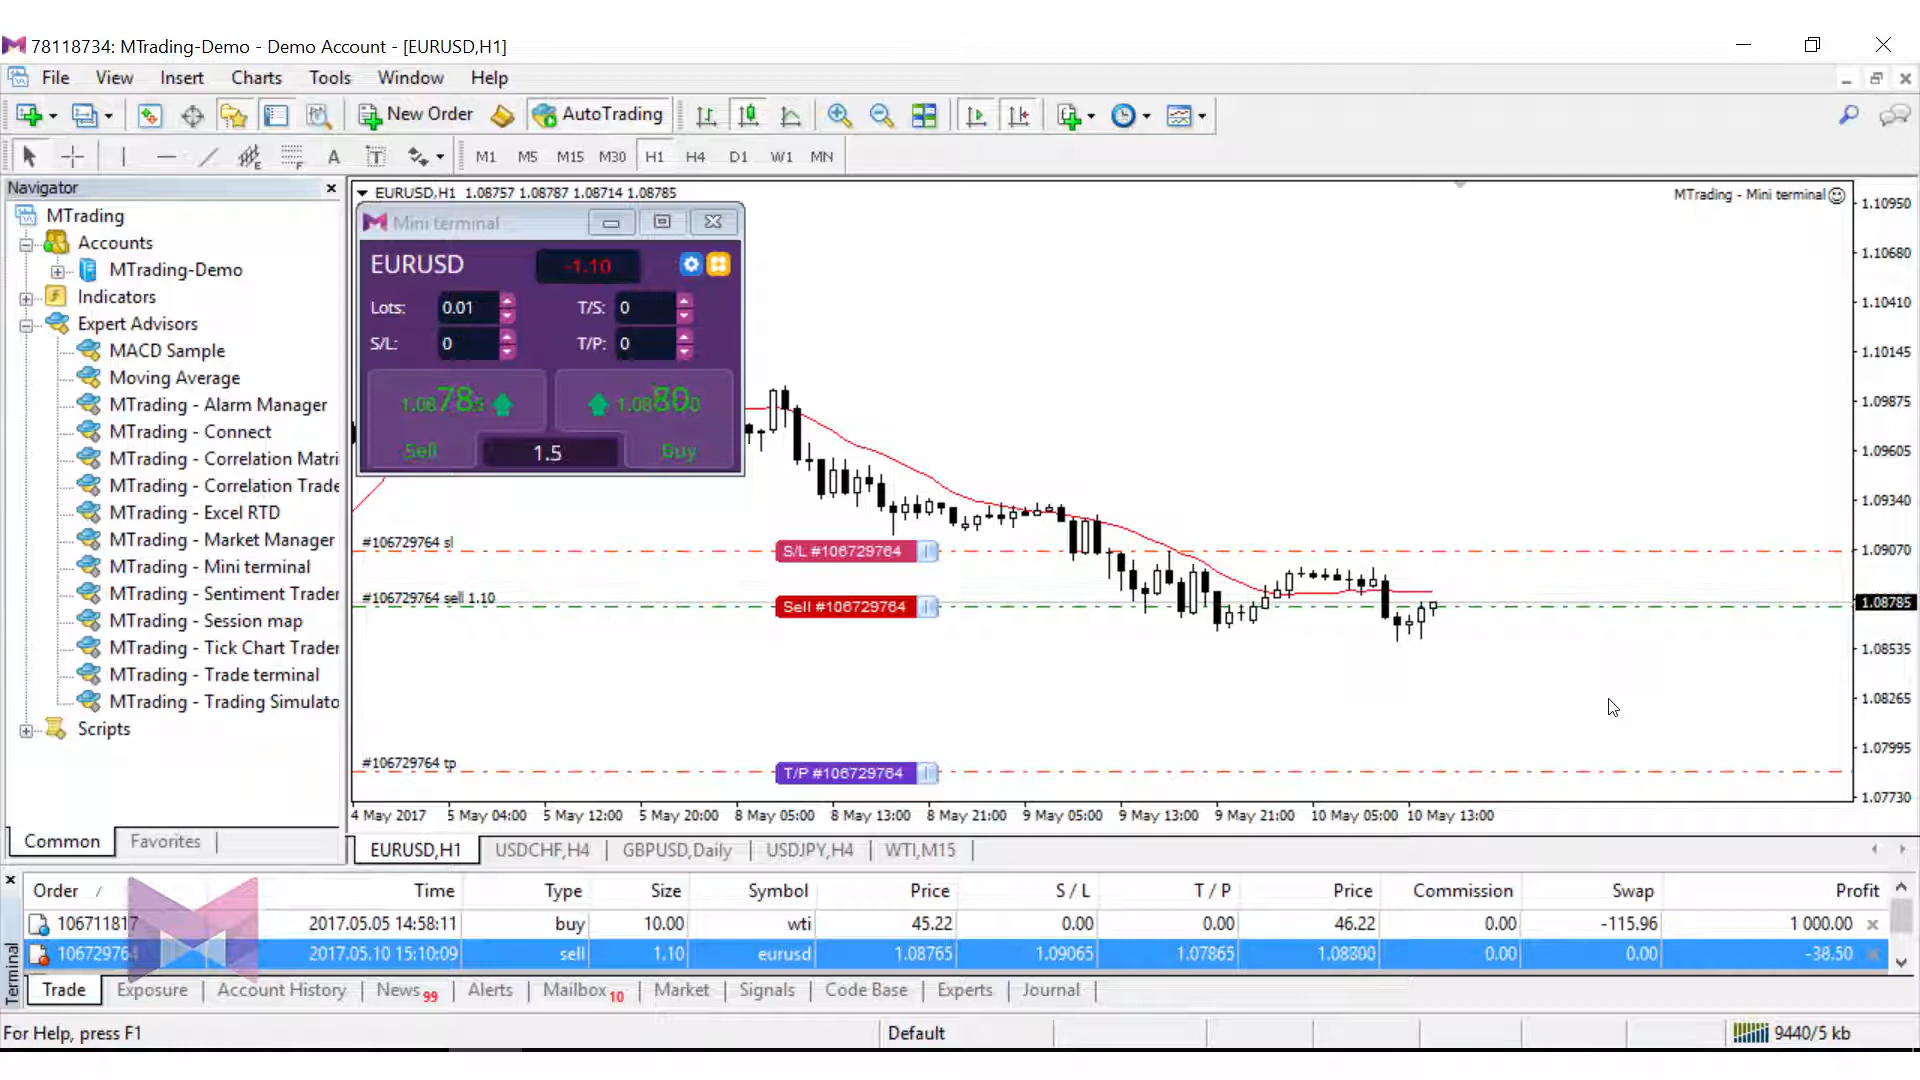 78118734: MTrading-Demo - Demo Account - [EURUSD,H1]
File View Insert Charts Tools Window Help
New Order AutoTrading
A T M1 M5 M15 M30 H1 H4 D1 W1 MN
Navigator
MTrading
Accounts
MTrading-Demo
Indicators
Expert Advisors
MACD Sample
Moving Average
MTrading - Alarm Manager
MTrading - Connect
MTrading - Correlation Matri
MTrading - Correlation Trade
MTrading - Excel RTD
MTrading - Market Manager
MTrading - Mini terminal
MTrading - Sentiment Trader
MTrading - Session map
MTrading - Tick Chart Trader
MTrading - Trade terminal
MTrading - Trading Simulato
Scripts
Common Favorites
EURUSD,H1 1.08757 1.08787 1.08714 1.08785
MTrading - Mini terminal
Mini terminal
EURUSD -1.10
Lots: 0.01 T/S: 0
S/L: 0 T/P: 0
1.08785 1.08800
Sell 1.5 Buy
#106729764 sl
S/L #106729764
#106729764 sell 1.10
Sell #106729764
#106729764 tp
T/P #106729764
1.10950
1.10680
1.10410
1.10145
1.09875
1.09605
1.09340
1.09070
1.08785
1.08535
1.08265
1.07995
1.07730
4 May 2017 5 May 04:00 5 May 12:00 5 May 20:00 8 May 05:00 8 May 13:00 8 May 21:00 9 May 05:00 9 May 13:00 9 May 21:00 10 May 05:00 10 May 13:00
EURUSD,H1 USDCHF,H4 GBPUSD,Daily USDJPY,H4 WTI,M15
Order / Time Type Size Symbol Price S / L T / P Price Commission Swap Profit
106711817 2017.05.05 14:58:11 buy 10.00 wti 45.22 0.00 0.00 46.22 0.00 -115.96 1 000.00
106729764 2017.05.10 15:10:09 sell 1.10 eurusd 1.08765 1.09065 1.07865 1.08800 0.00 0.00 -38.50
Terminal
Trade Exposure Account History News 99 Alerts Mailbox 10 Market Signals Code Base Experts Journal
For Help, press F1 Default 9440/5 kb